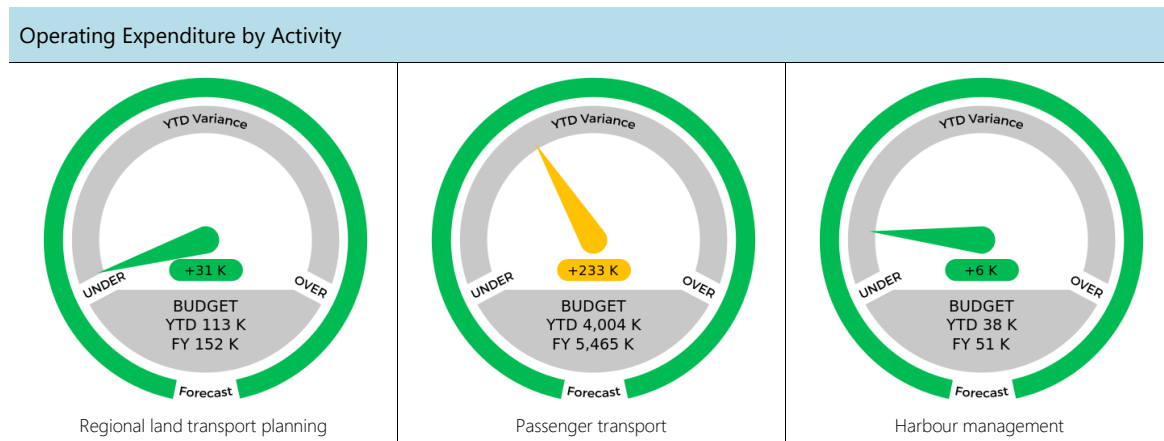 Operating Expenditure by Activity
YTD Variance
+31 K
UNDER
OVER
BUDGET
YTD 113 K
FY 152 K
Forecast
Regional land transport planning
YTD Variance
+233 K
UNDER
OVER
BUDGET
YTD 4,004 K
FY 5,465 K
Forecast
Passenger transport
YTD Variance
+6 K
UNDER
OVER
BUDGET
YTD 38 K
FY 51 K
Forecast
Harbour management